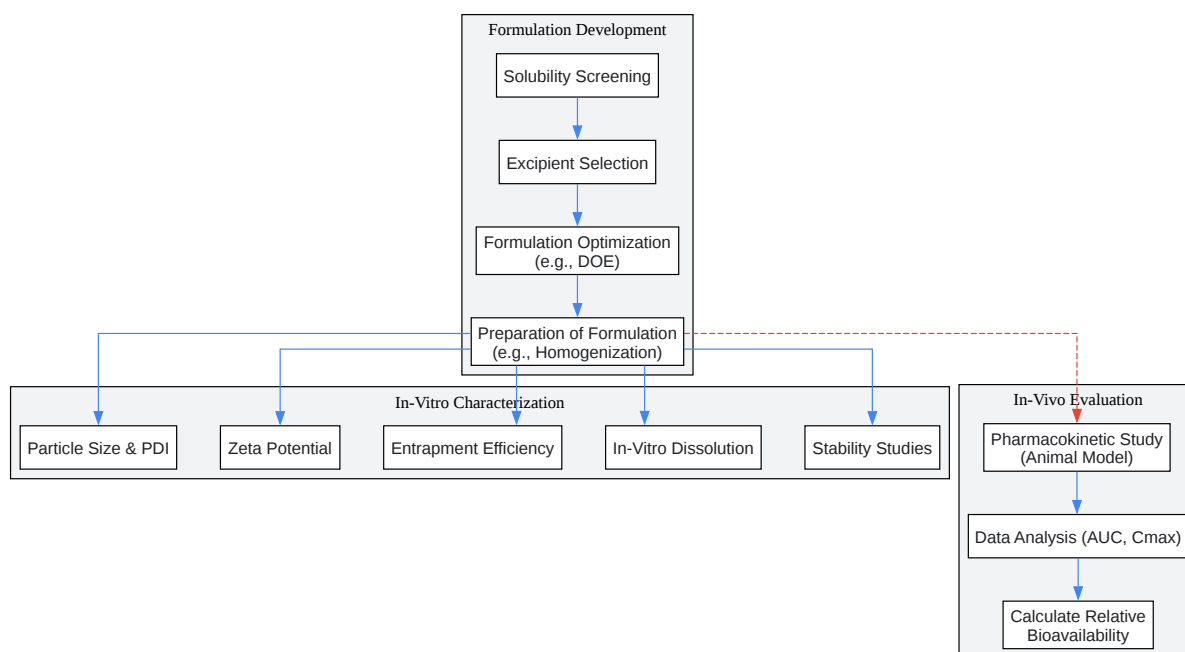 Formulation Development
Solubility Screening
Excipient Selection
Formulation Optimization
(e.g., DOE)
Preparation of Formulation
(e.g., Homogenization)
In-Vitro Characterization
Particle Size & PDI
Zeta Potential
Entrapment Efficiency
In-Vitro Dissolution
Stability Studies
In-Vivo Evaluation
Pharmacokinetic Study
(Animal Model)
Data Analysis (AUC, Cmax)
Calculate Relative
Bioavailability